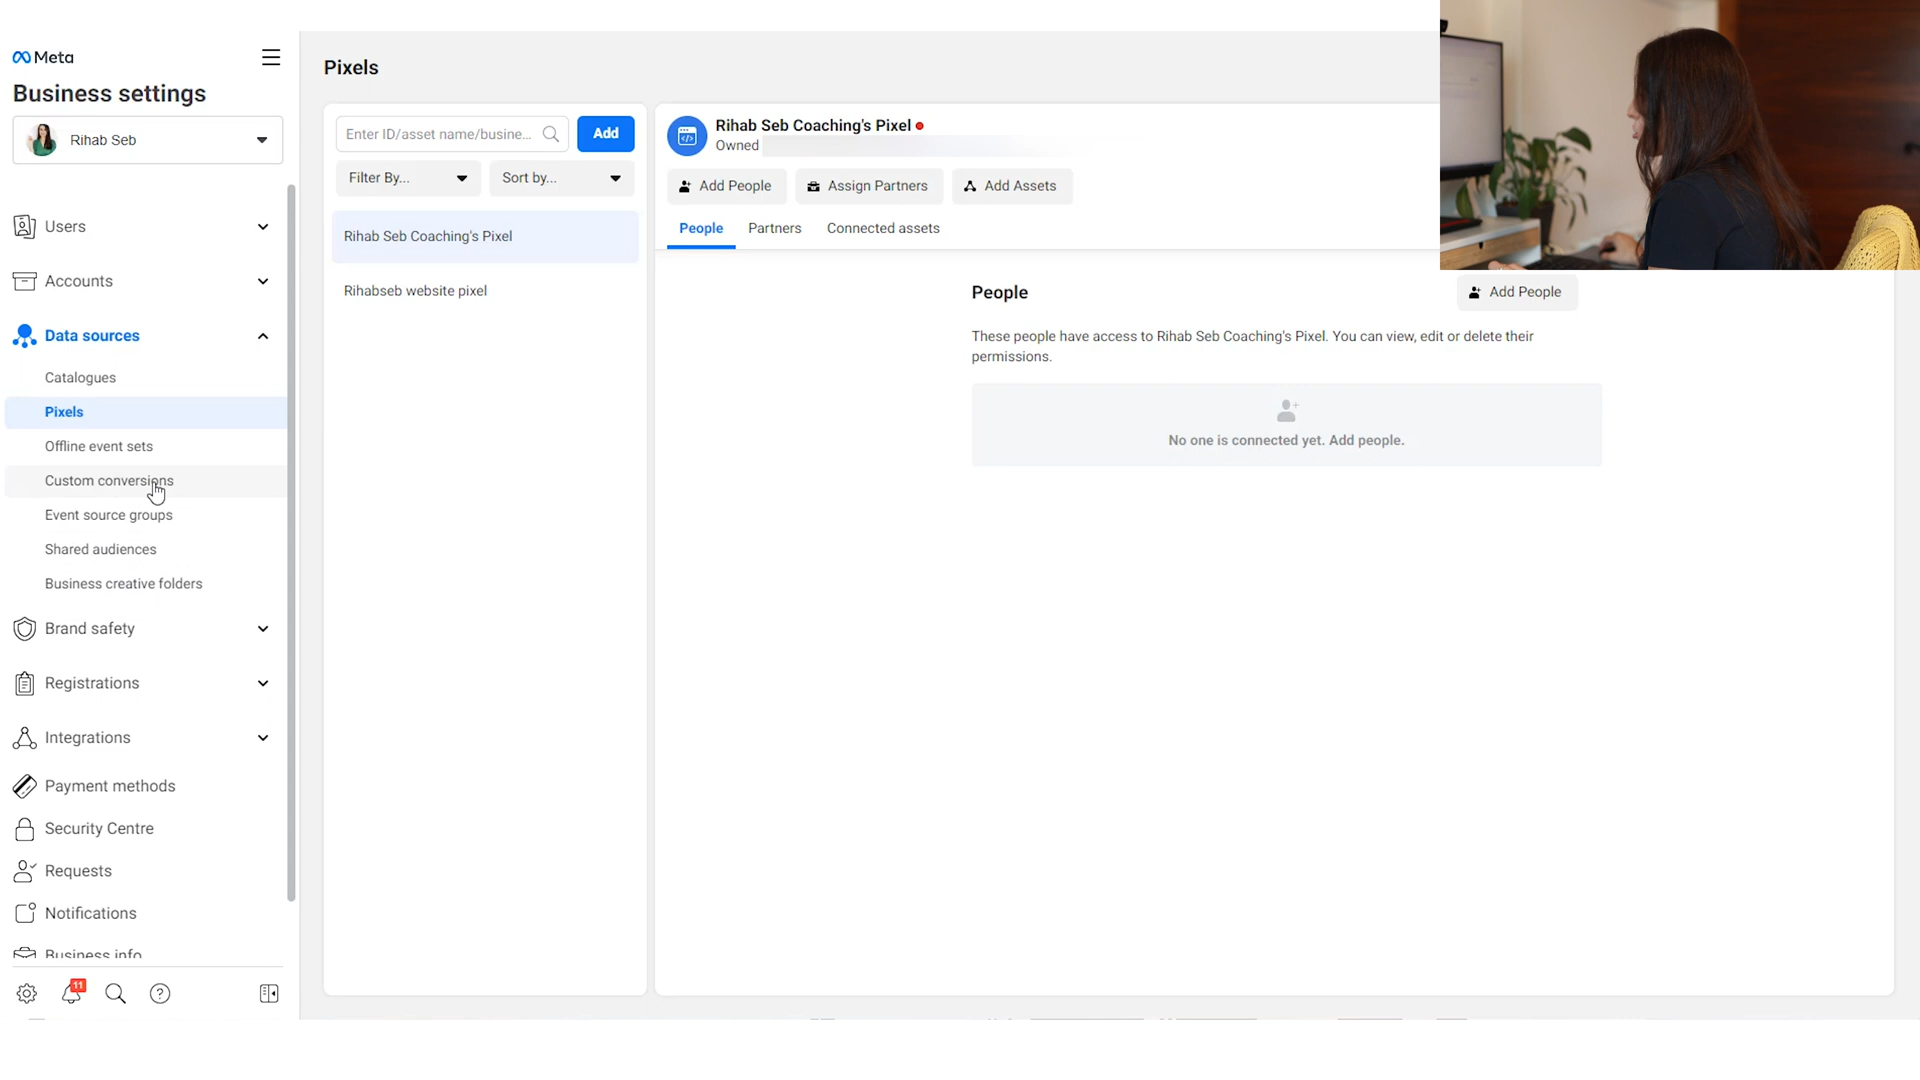 Meta
Business settings
Rihab Seb
Users
Accounts
Data sources
Catalogues
Pixels
Offline event sets
Custom conversions
Event source groups
Shared audiences
Business creative folders
Brand safety
Registrations
Integrations
Payment methods
Security Centre
Requests
Notifications
Business info
11
Pixels
Enter ID/asset name/busine...
Add
Filter By...
Sort by...
Rihab Seb Coaching's Pixel
Rihabseb website pixel
Rihab Seb Coaching's Pixel
Owned
Add People
Assign Partners
Add Assets
People
Partners
Connected assets
People
Add People
These people have access to Rihab Seb Coaching's Pixel. You can view, edit or delete their
permissions.
No one is connected yet. Add people.